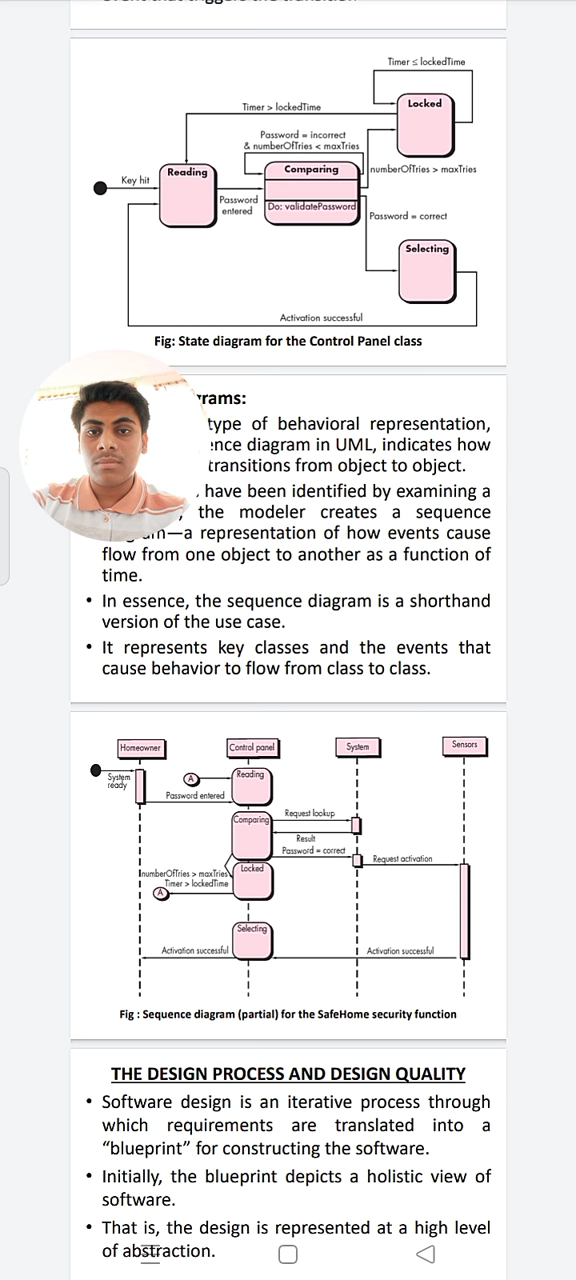 Timer ≤ lockedTime
Locked
Timer > lockedTime
Password = incorrect
& numberOfTries < maxTries
Reading
Comparing
numberOfTries > maxTries
Key hit
Password
entered
Do: validatePassword
Password = correct
Selecting
Activation successful
Fig: State diagram for the Control Panel class
type of behavioral representation,
diagram in UML, indicates how
transitions from object to object.
have been identified by examining a
the modeler creates a sequence
a representation of how events cause
flow from one object to another as a function of
time.
• In essence, the sequence diagram is a shorthand
version of the use case.
• It represents key classes and the events that
cause behavior to flow from class to class.
Homeowner
Control panel
System
Sensors
System
ready
A
Reading
Password entered
Comparing
Request lookup
Result
Password = correct
Request activation
numberOfTries > maxTries
Locked
Timer > lockedTime
A
Selecting
Activation successful
Activation successful
Fig : Sequence diagram (partial) for the SafeHome security function
THE DESIGN PROCESS AND DESIGN QUALITY
• Software design is an iterative process through
which requirements are translated into a
“blueprint” for constructing the software.
• Initially, the blueprint depicts a holistic view of
software.
• That is, the design is represented at a high level
of abstraction.